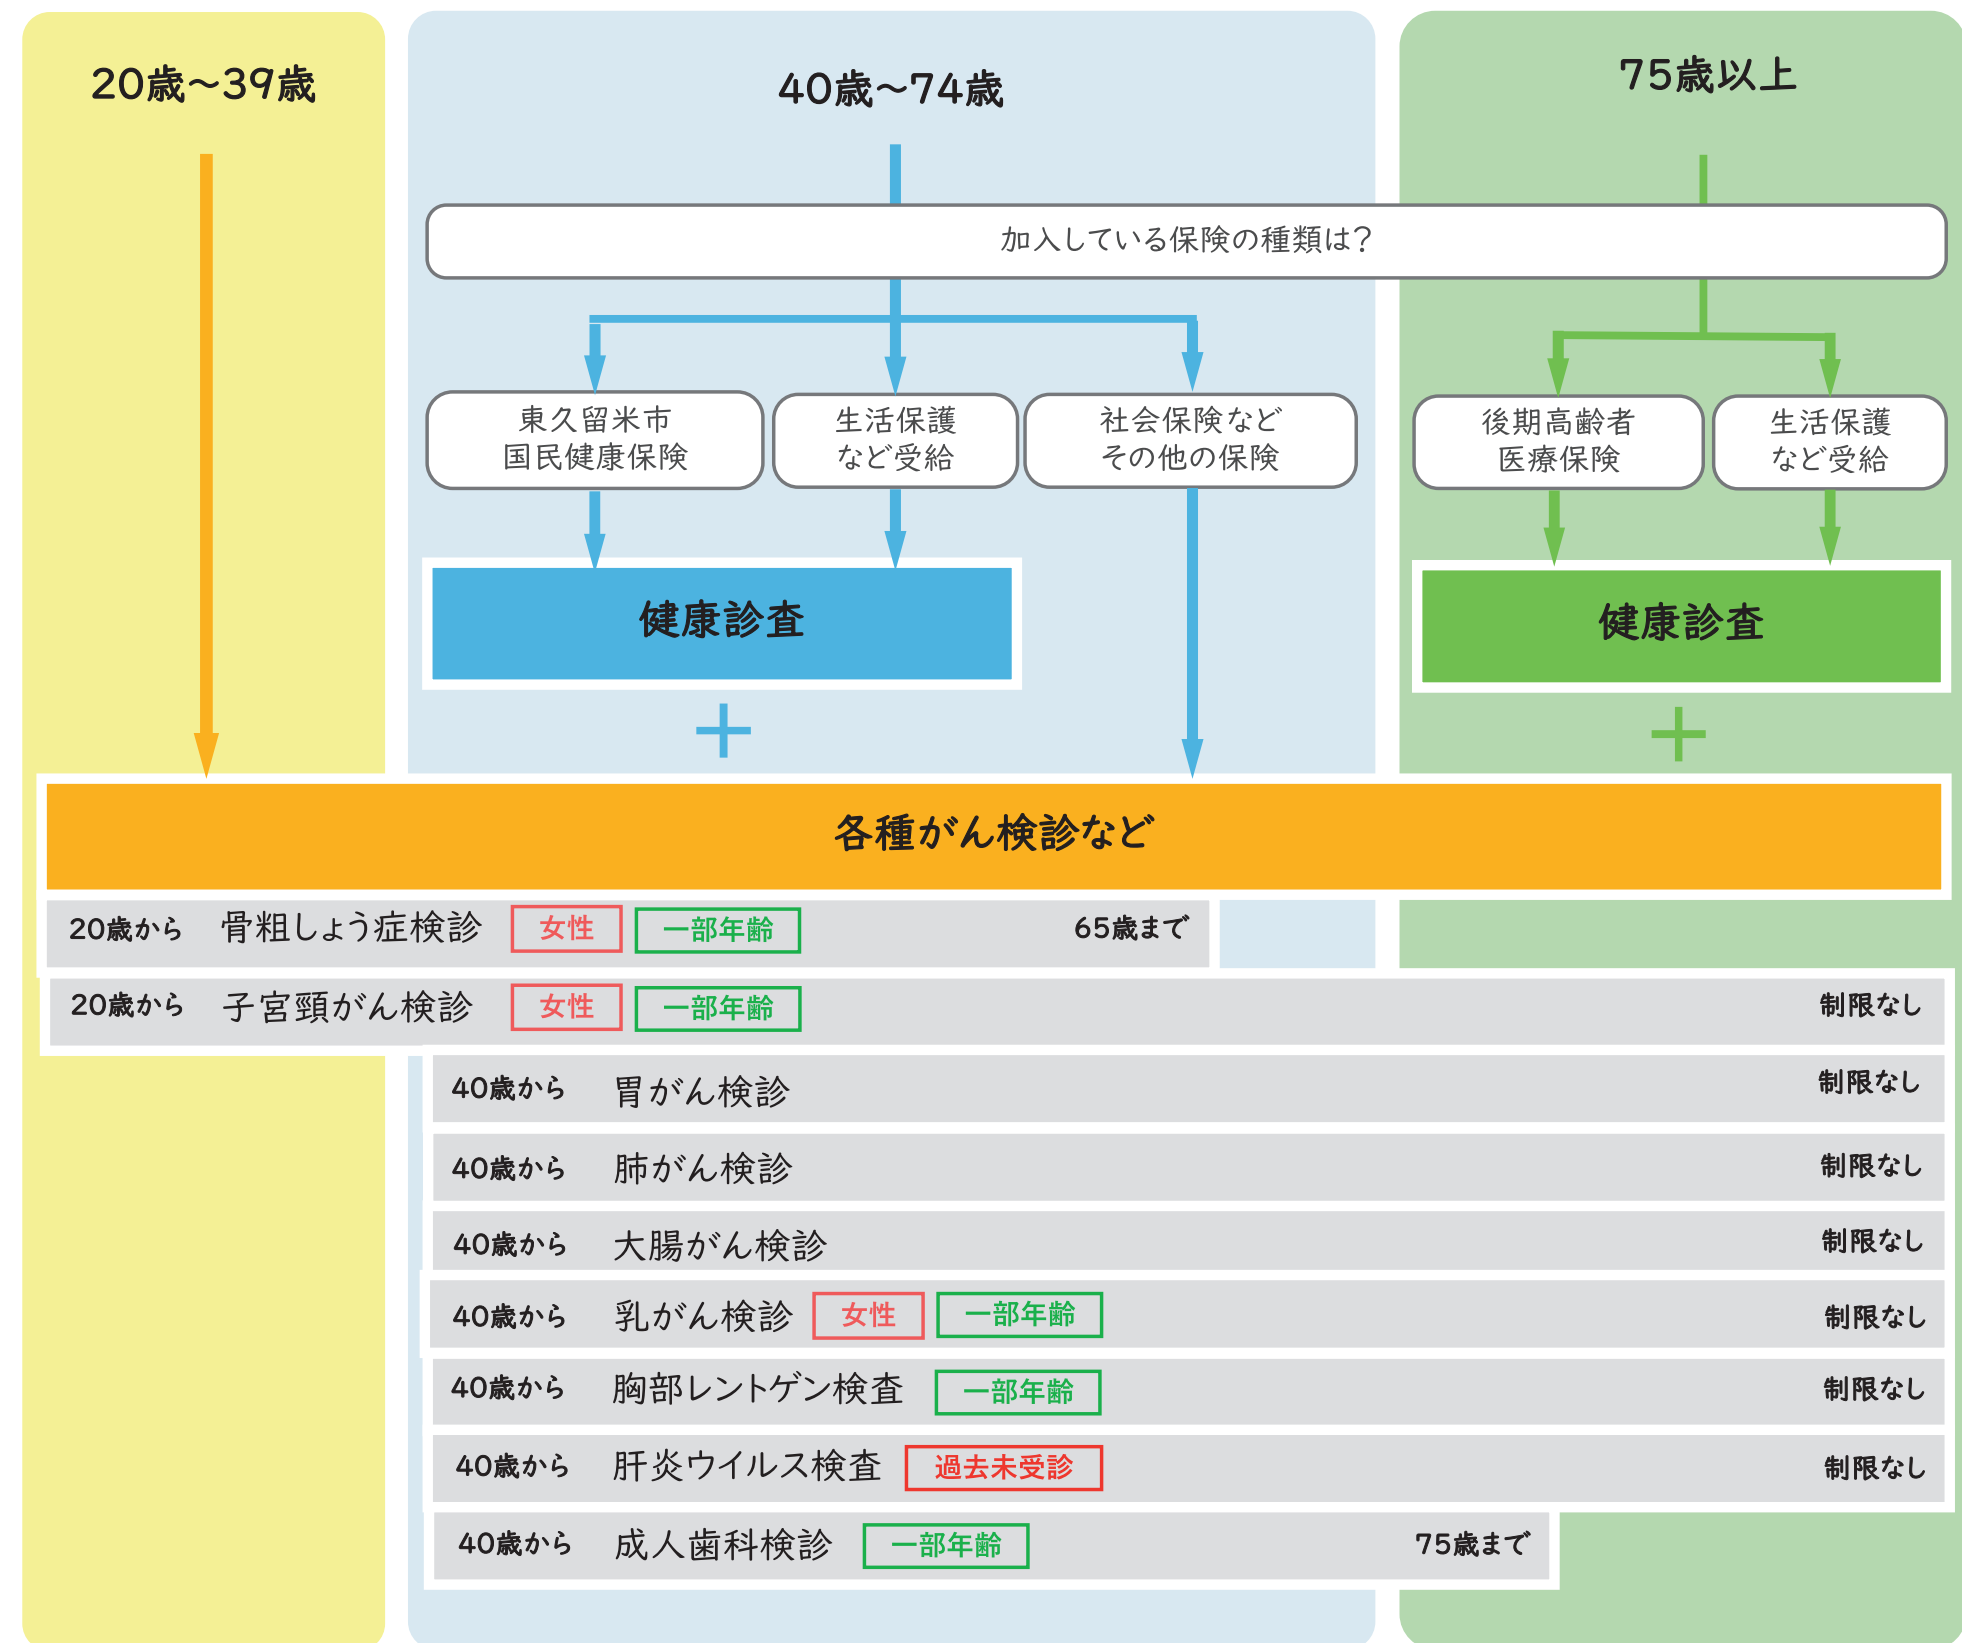 20歳～39歳
40歳～74歳
75歳以上
加入している保険の種類は？
東久留米市
国民健康保険
生活保護
など受給
社会保険など
その他の保険
後期高齢者
医療保険
生活保護
など受給
健康診査
健康診査
＋
＋
各種がん検診など
20歳から 骨粗しょう症検診 女性 一部年齢 65歳まで
20歳から 子宮頸がん検診 女性 一部年齢 制限なし
40歳から 胃がん検診 制限なし
40歳から 肺がん検診 制限なし
40歳から 大腸がん検診 制限なし
40歳から 乳がん検診 女性 一部年齢 制限なし
40歳から 胸部レントゲン検査 一部年齢 制限なし
40歳から 肝炎ウイルス検査 過去未受診 制限なし
40歳から 成人歯科検診 一部年齢 75歳まで